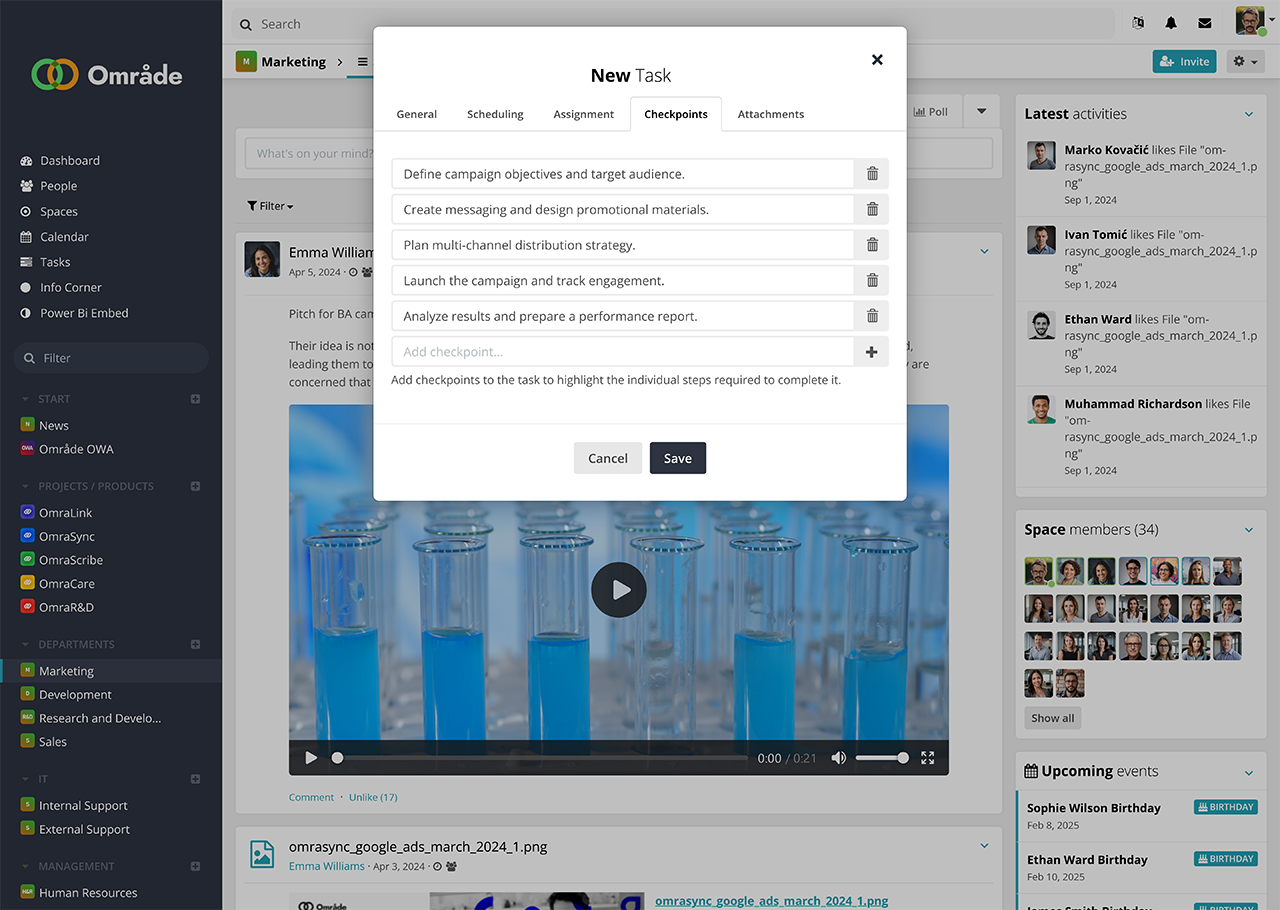 Område
Dashboard
People
Spaces
Calendar
Tasks
Info Corner
Power Bi Embed
Filter
START
N News
OWA Område OWA
PROJECTS / PRODUCTS
OmraLink
OmraSync
OmraScribe
OmraCare
OmraR&D
DEPARTMENTS
M Marketing
D Development
R&D Research and Develo...
S Sales
IT
S Internal Support
S External Support
MANAGEMENT
H&R Human Resources
Search
M Marketing
Invite
New Task
General Scheduling Assignment Checkpoints Attachments
Define campaign objectives and target audience.
Create messaging and design promotional materials.
Plan multi-channel distribution strategy.
Launch the campaign and track engagement.
Analyze results and prepare a performance report.
Add checkpoint...
Add checkpoints to the task to highlight the individual steps required to complete it.
Cancel Save
Poll
What's on your mind?
Filter
Emma William
Apr 5, 2024 ·
Pitch for BA cam
Their idea is no
leading them to
concerned that
are
0:00 / 0:21
Comment · Unlike (17)
omrasync_google_ads_march_2024_1.png
Emma Williams · Apr 3, 2024 ·
Område
omrasync_google_ads_march_2024_1.png
Latest activities
Marko Kovačić likes File "om-
rasync_google_ads_march_2024_1.p
ng"
Sep 1, 2024
Ivan Tomić likes File "om-
rasync_google_ads_march_2024_1.p
ng"
Sep 1, 2024
Ethan Ward likes File "om-
rasync_google_ads_march_2024_1.p
ng"
Sep 1, 2024
Muhammad Richardson likes File
"om-
rasync_google_ads_march_2024_1.p
ng"
Sep 1, 2024
Space members (34)
Show all
Upcoming events
Sophie Wilson Birthday BIRTHDAY
Feb 8, 2025
Ethan Ward Birthday BIRTHDAY
Feb 10, 2025
James Smith Birthday BIRTHDAY